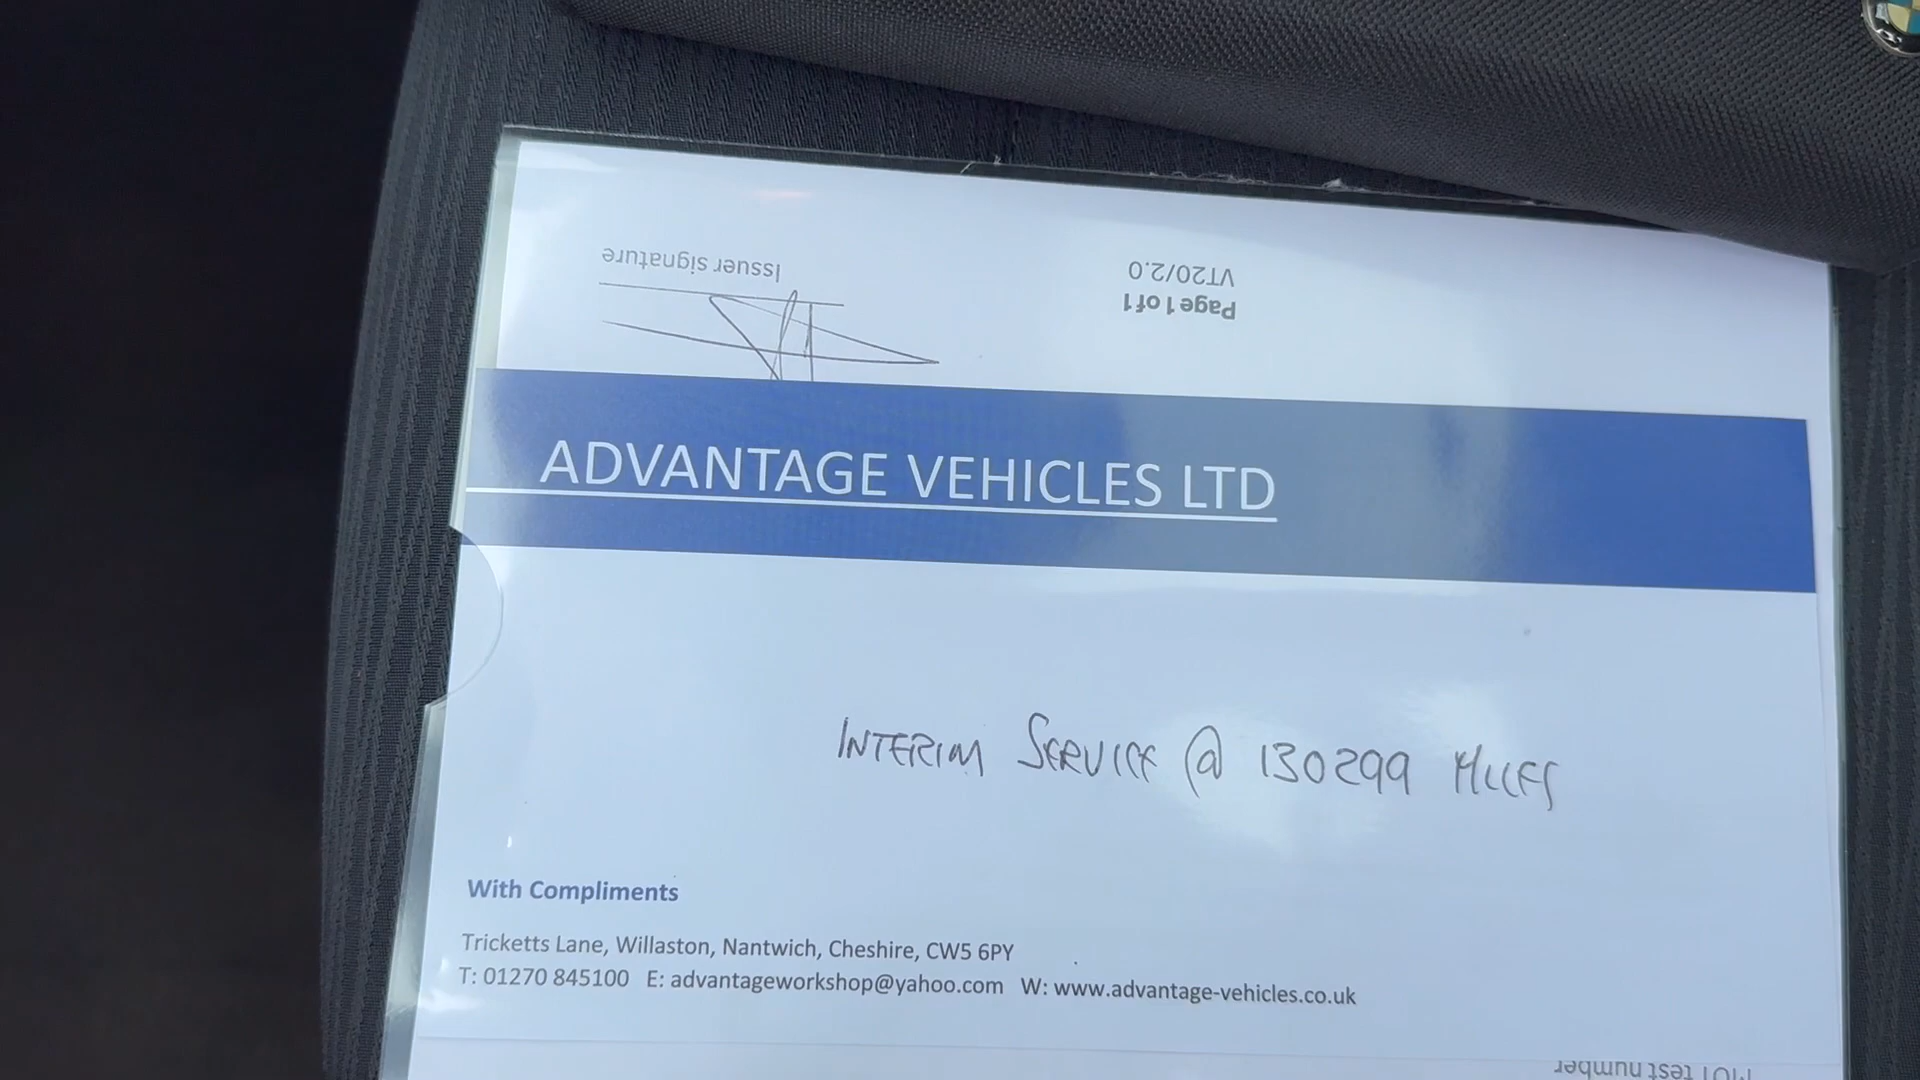 Issuer signature
VT20/2.0
Page 1 of 1
ADVANTAGE VEHICLES LTD
INTERIM SERVICE @ 130299 MILES
With Compliments
Tricketts Lane, Willaston, Nantwich, Cheshire, CW5 6PY
T: 01270 845100 E: advantageworkshop@yahoo.com W: www.advantage-vehicles.co.uk
MOT test number